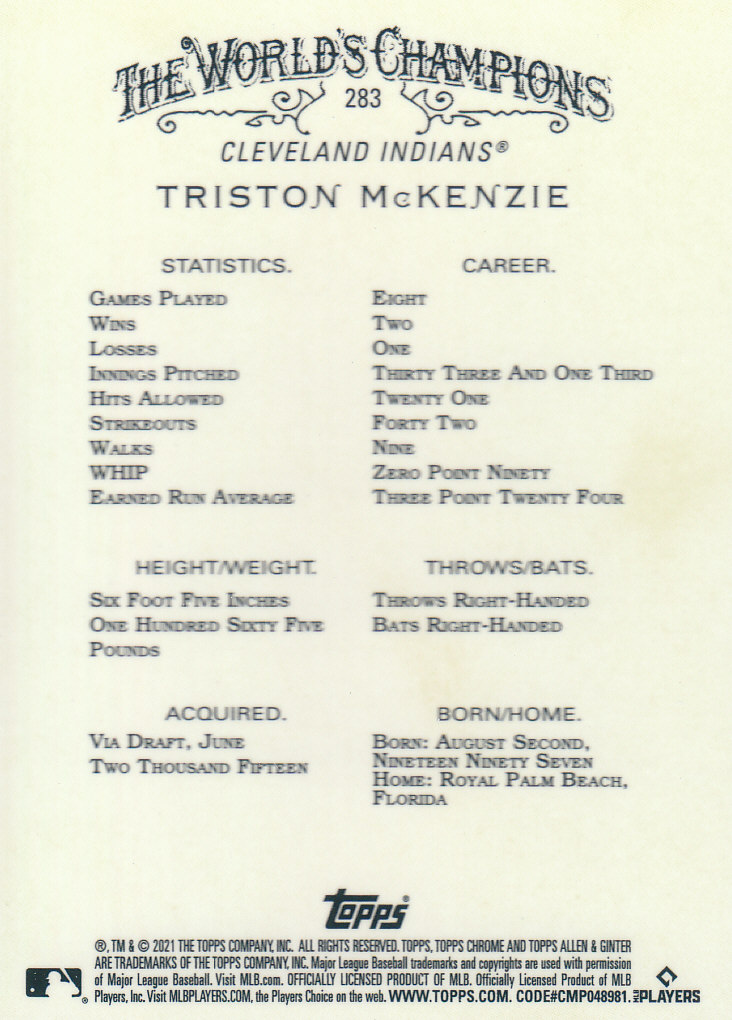 THE WORLD'S CHAMPIONS
283
CLEVELAND INDIANS®
TRISTON McKENZIE
STATISTICS. CAREER.
GAMES PLAYED EIGHT
WINS TWO
LOSSES ONE
INNINGS PITCHED THIRTY THREE AND ONE THIRD
HITS ALLOWED TWENTY ONE
STRIKEOUTS FORTY TWO
WALKS NINE
WHIP ZERO POINT NINETY
EARNED RUN AVERAGE THREE POINT TWENTY FOUR
HEIGHT/WEIGHT. THROWS/BATS.
SIX FOOT FIVE INCHES THROWS RIGHT-HANDED
ONE HUNDRED SIXTY FIVE BATS RIGHT-HANDED
POUNDS
ACQUIRED. BORN/HOME.
VIA DRAFT, JUNE BORN: AUGUST SECOND,
TWO THOUSAND FIFTEEN NINETEEN NINETY SEVEN
HOME: ROYAL PALM BEACH,
FLORIDA
TOPPS®
®, TM & © 2021 THE TOPPS COMPANY, INC. ALL RIGHTS RESERVED. TOPPS, TOPPS CHROME AND TOPPS ALLEN & GINTER
ARE TRADEMARKS OF THE TOPPS COMPANY, INC. Major League Baseball trademarks and copyrights are used with permission
of Major League Baseball. Visit MLB.com. OFFICIALLY LICENSED PRODUCT OF MLB. Officially Licensed Product of MLB
Players, Inc. Visit MLBPLAYERS.COM, the Players Choice on the web. WWW.TOPPS.COM. CODE#CMP048981. MLB PLAYERS